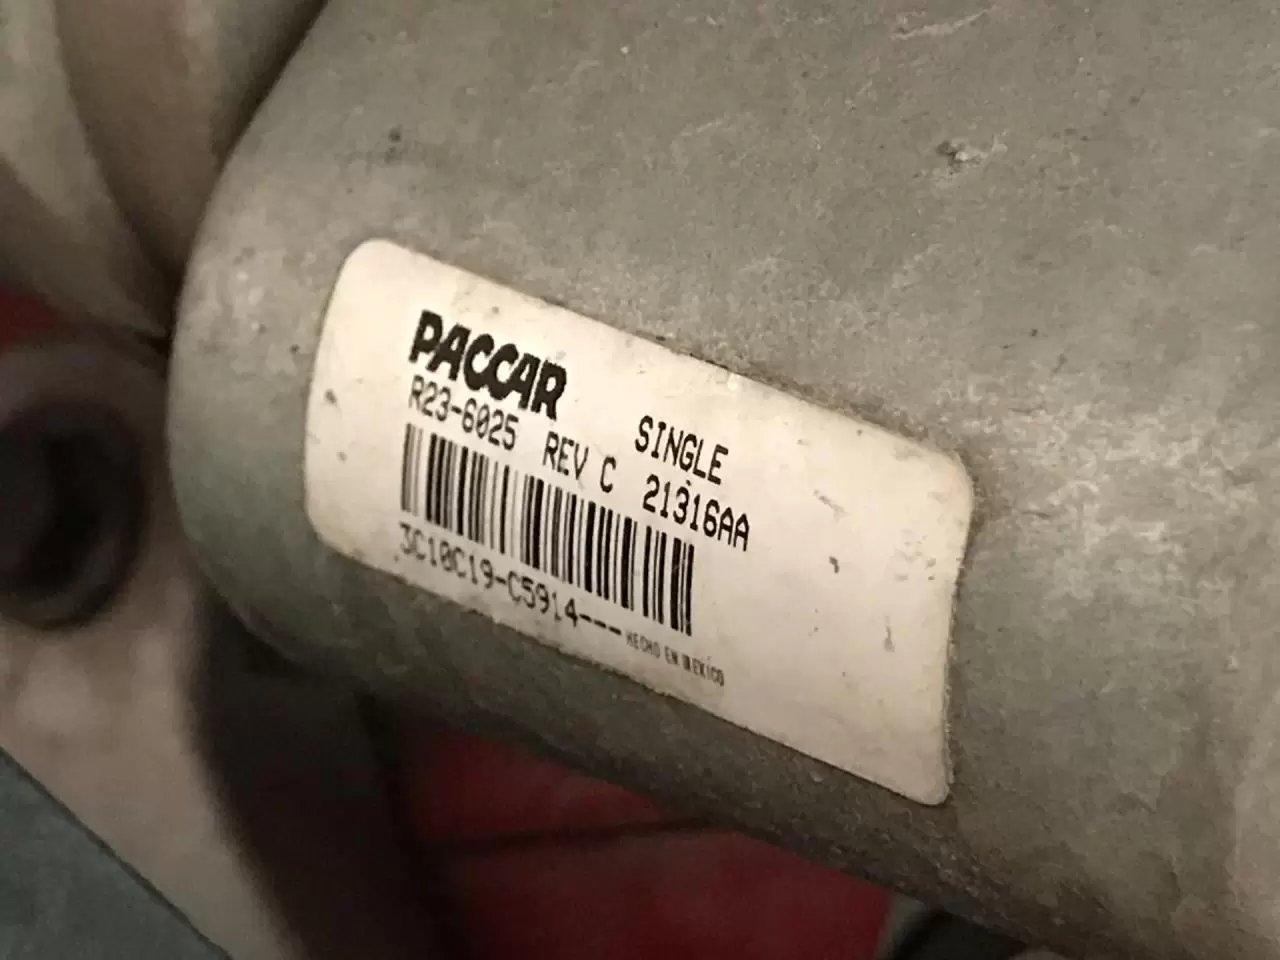 PACCAR
R23-6025 REV C
SINGLE
21316AA
3C10C19-C5914---
HECHO EN MEXICO